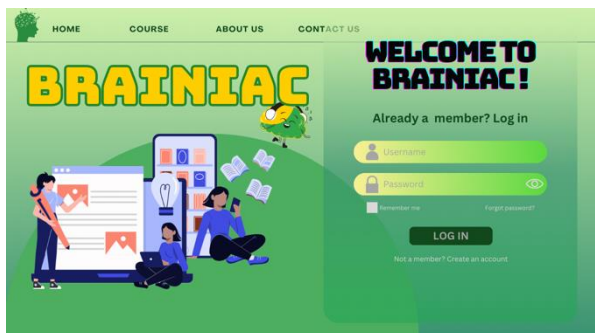 HOME COURSE ABOUT US CONTACT US
BRAINIAC
WELCOME TO
BRAINIAC!
Already a member? Log in
Username
Password
Remember me Forgot password?
LOG IN
Not a member? Create an account